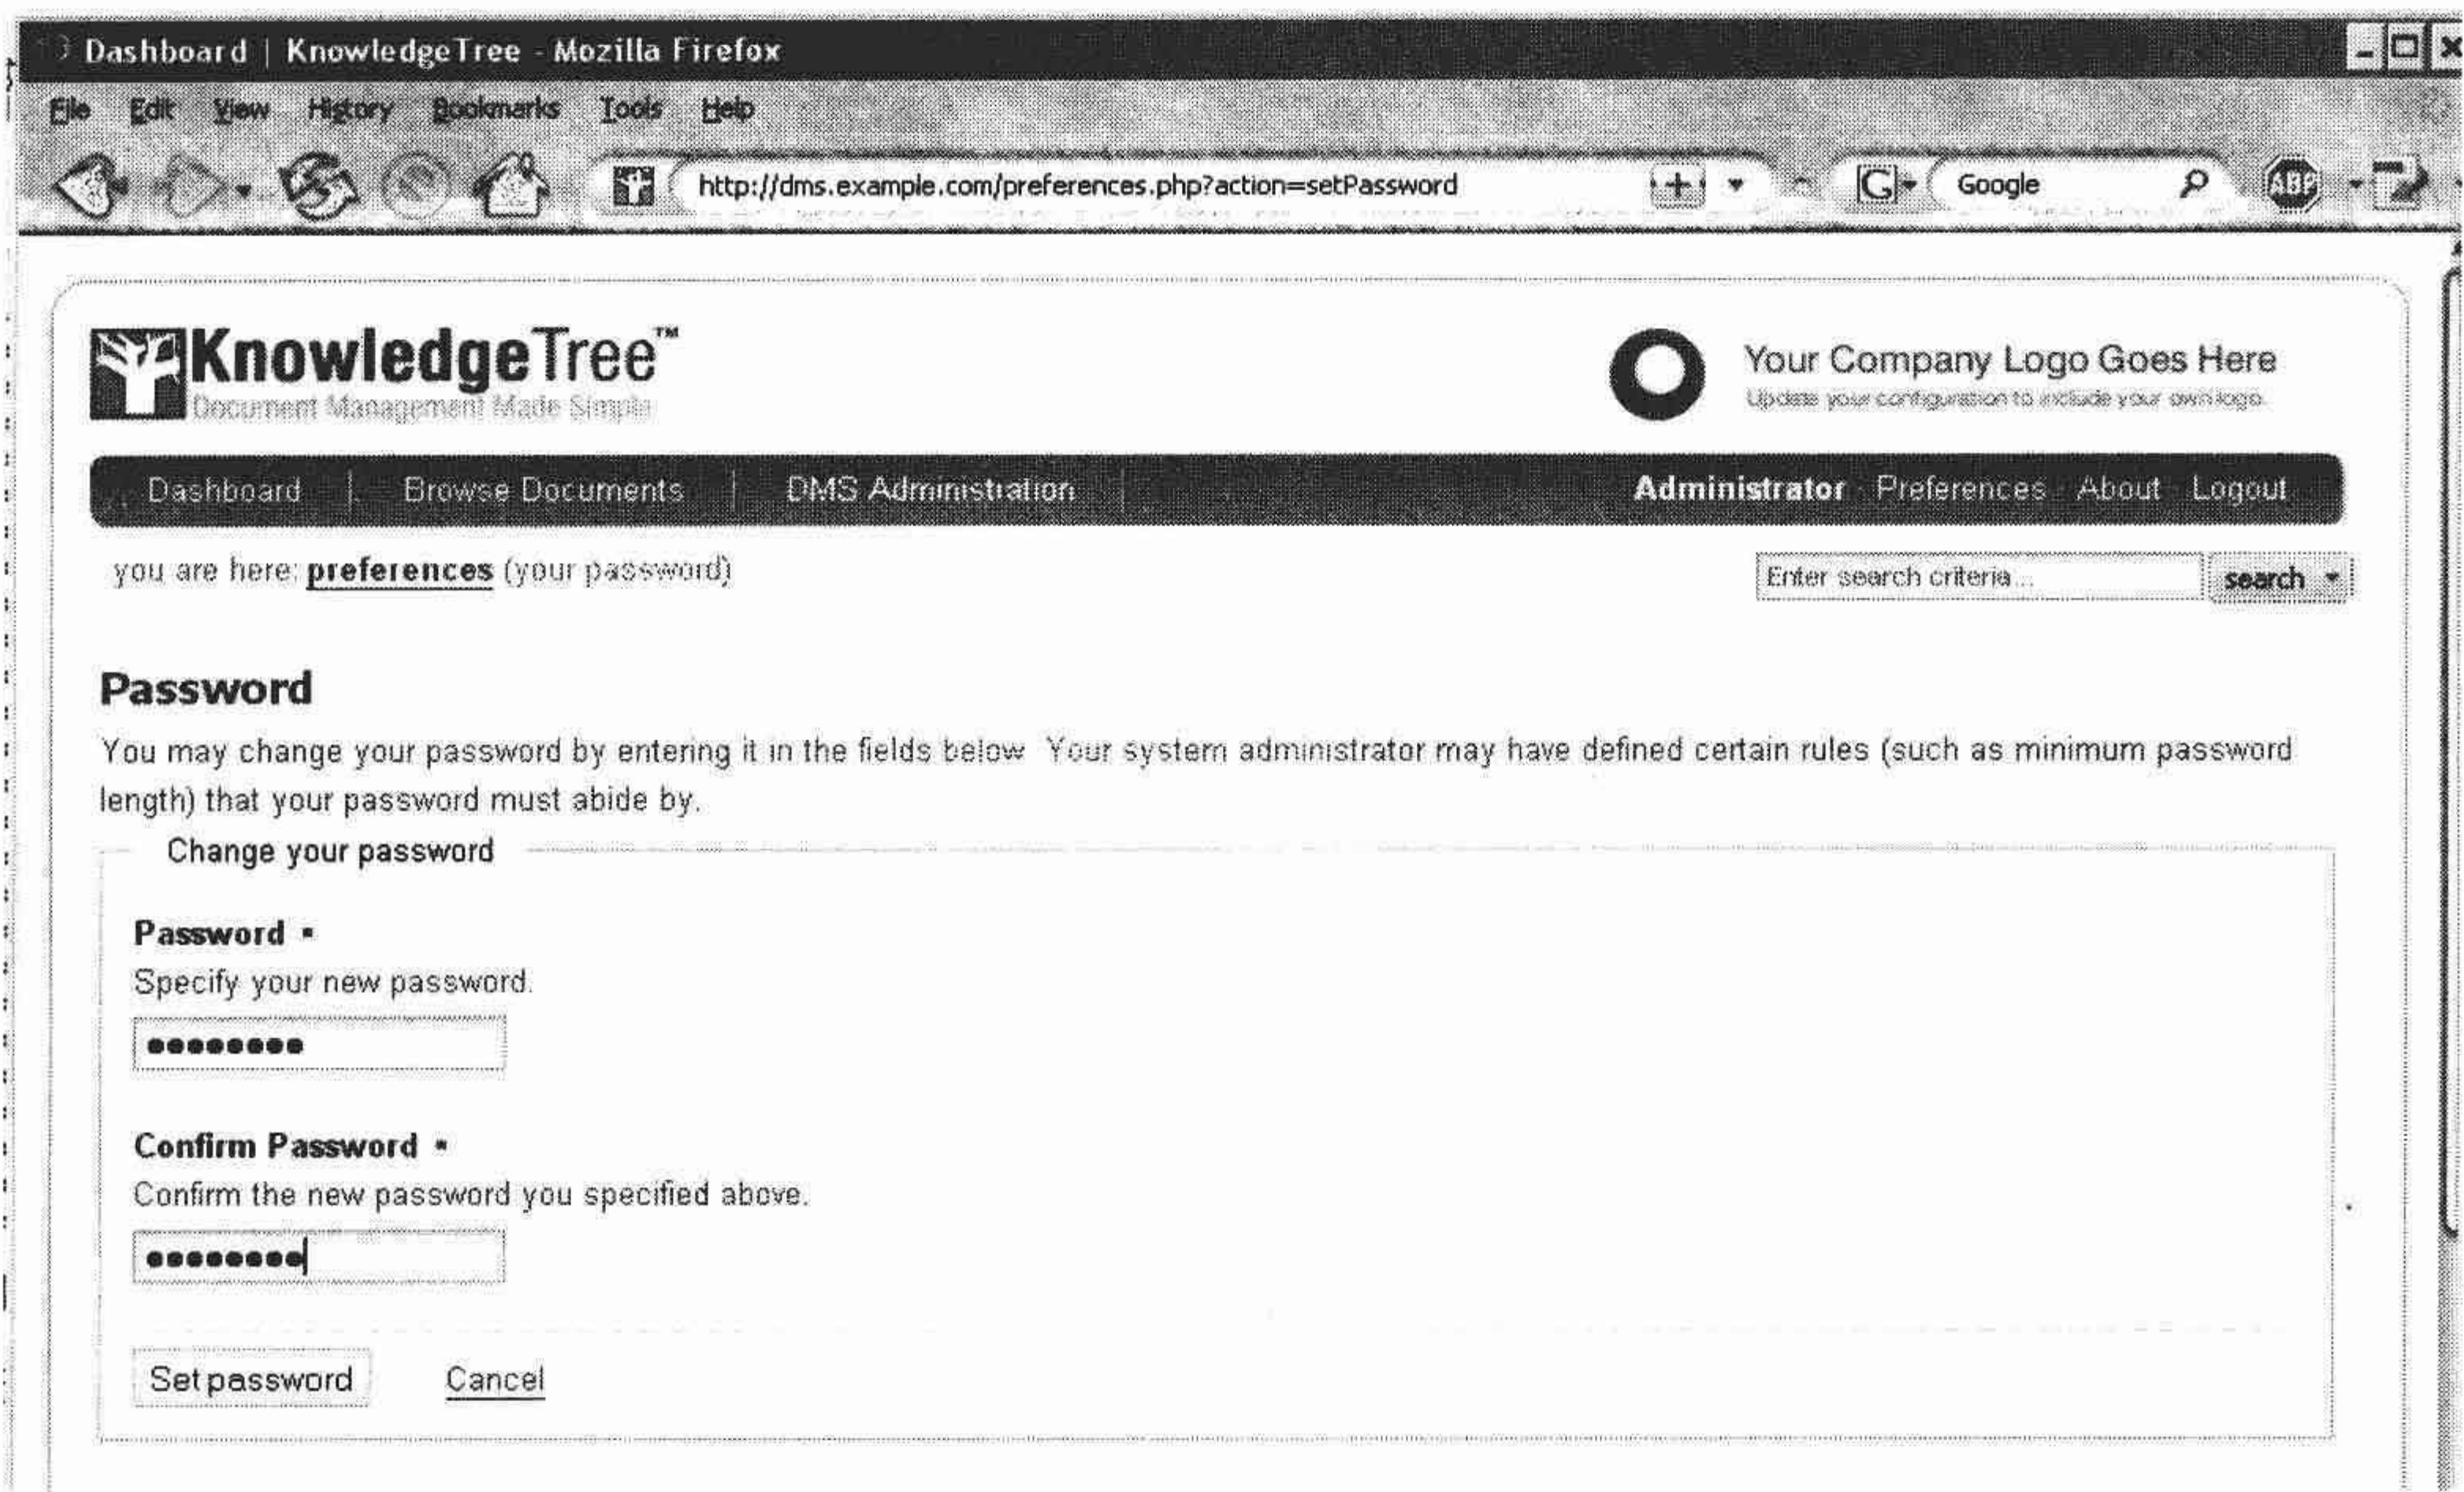 Dashboard | KnowledgeTree - Mozilla Firefox
File Edit View History Bookmarks Tools Help
http://dms.example.com/preferences.php?action=setPassword G Google ABP
KnowledgeTree™
Document Management Made Simple
Your Company Logo Goes Here
Update your configuration to include your own logo.
Dashboard | Browse Documents | DMS Administration | Administrator · Preferences · About · Logout
you are here: preferences (your password)
Enter search criteria... search
Password
You may change your password by entering it in the fields below. Your system administrator may have defined certain rules (such as minimum password
length) that your password must abide by.
Change your password
Password *
Specify your new password.
••••••••
Confirm Password *
Confirm the new password you specified above.
••••••••
Set password Cancel